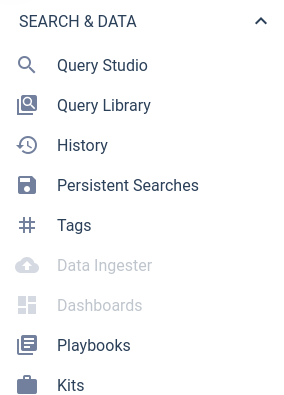 SEARCH & DATA
Query Studio
Query Library
History
Persistent Searches
Tags
Data Ingester
Dashboards
Playbooks
Kits